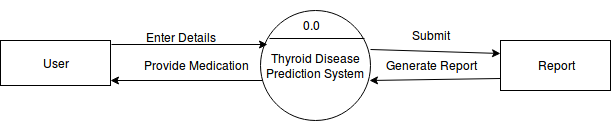 0.0
Enter Details
Submit
User
Thyroid Disease
Prediction System
Report
Provide Medication
Generate Report